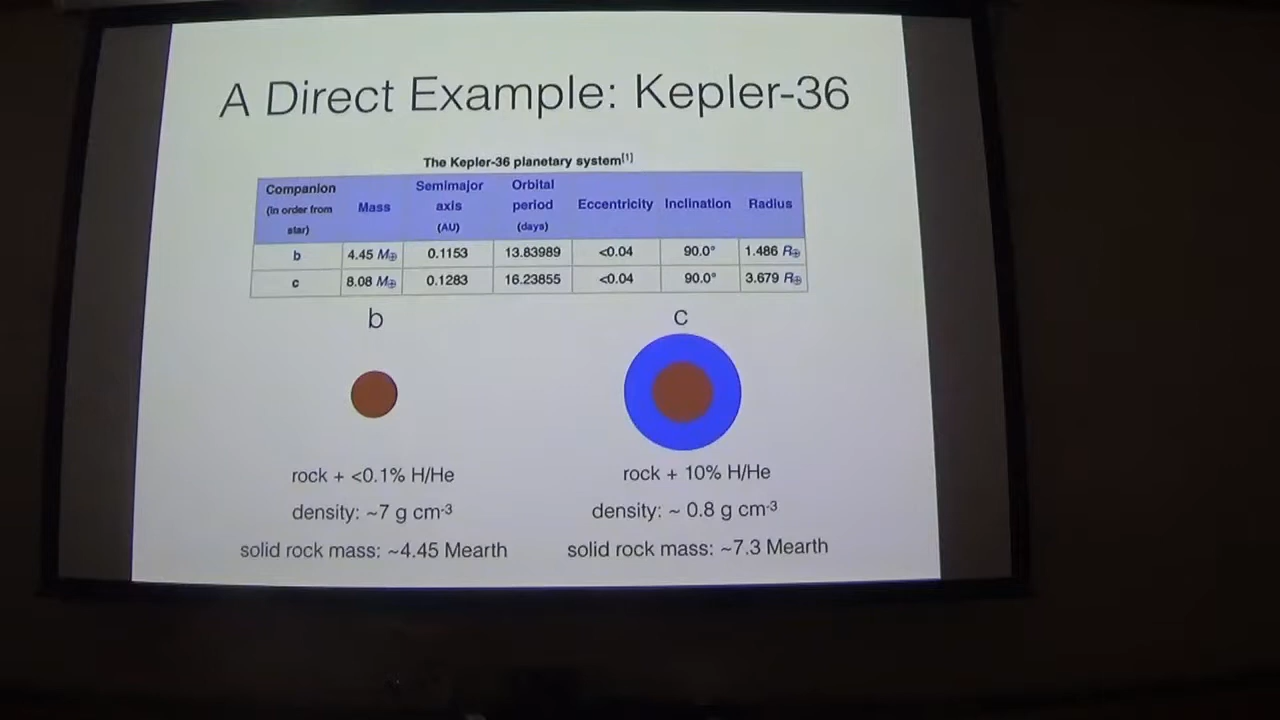 A Direct Example: Kepler-36
The Kepler-36 planetary system[1]
Companion (in order from star) Mass Semimajor axis (AU) Orbital period (days) Eccentricity Inclination Radius
b 4.45 M⊕ 0.1153 13.83989 <0.04 90.0° 1.486 R⊕
c 8.08 M⊕ 0.1283 16.23855 <0.04 90.0° 3.679 R⊕
b c
rock + <0.1% H/He rock + 10% H/He
density: ~7 g cm-3 density: ~ 0.8 g cm-3
solid rock mass: ~4.45 Mearth solid rock mass: ~7.3 Mearth